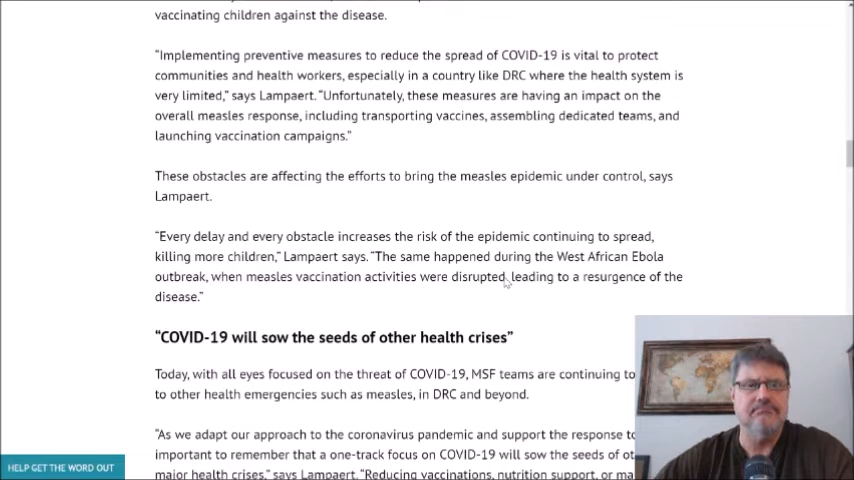 vaccinating children against the disease.
“Implementing preventive measures to reduce the spread of COVID-19 is vital to protect
communities and health workers, especially in a country like DRC where the health system is
very limited,” says Lampaert. “Unfortunately, these measures are having an impact on the
overall measles response, including transporting vaccines, assembling dedicated teams, and
launching vaccination campaigns.”
These obstacles are affecting the efforts to bring the measles epidemic under control, says
Lampaert.
“Every delay and every obstacle increases the risk of the epidemic continuing to spread,
killing more children,” Lampaert says. “The same happened during the West African Ebola
outbreak, when measles vaccination activities were disrupted, leading to a resurgence of the
disease.”
“COVID-19 will sow the seeds of other health crises”
Today, with all eyes focused on the threat of COVID-19, MSF teams are continuing to
to other health emergencies such as measles, in DRC and beyond.
“As we adapt our approach to the coronavirus pandemic and support the response to
important to remember that a one-track focus on COVID-19 will sow the seeds of ot
major health crises,” says Lampaert. “Reducing vaccinations, nutrition support, or ma
HELP GET THE WORD OUT